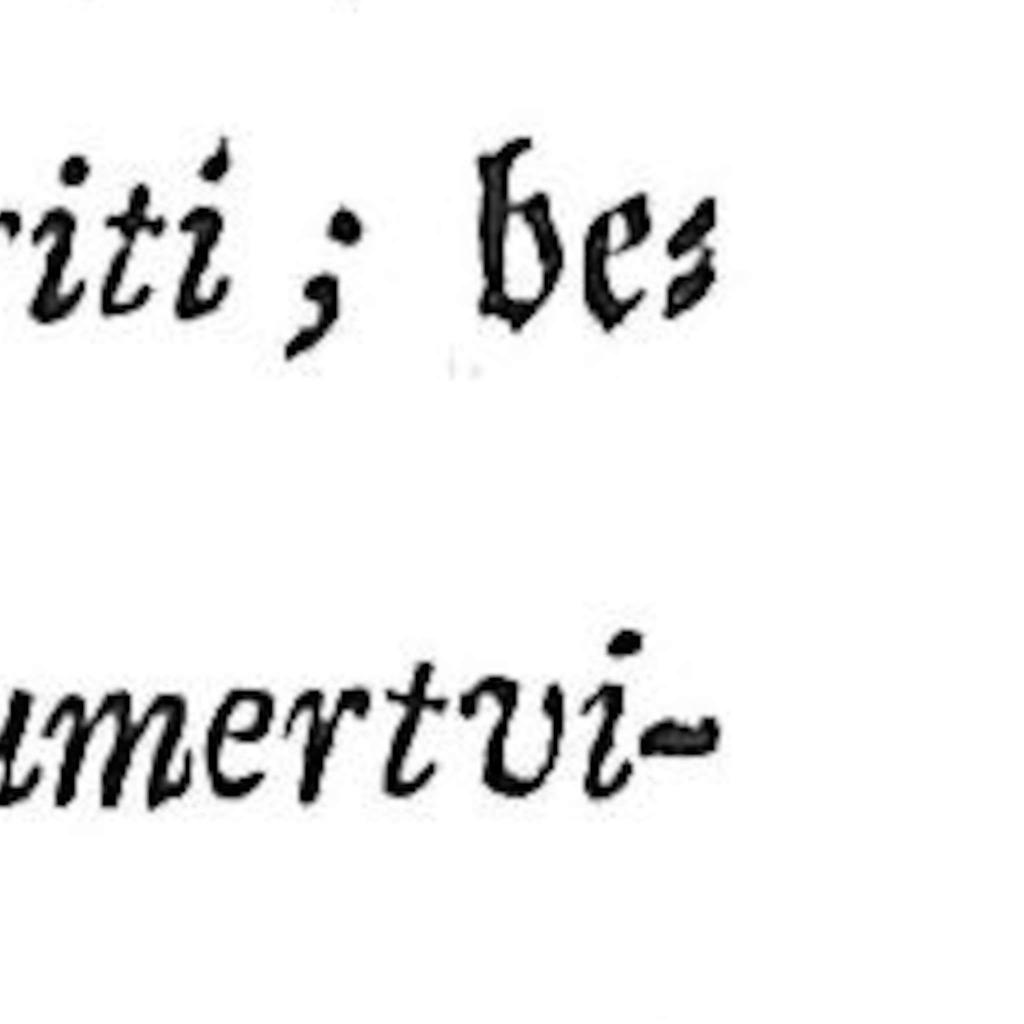 riti ; be⸗
umertvi-